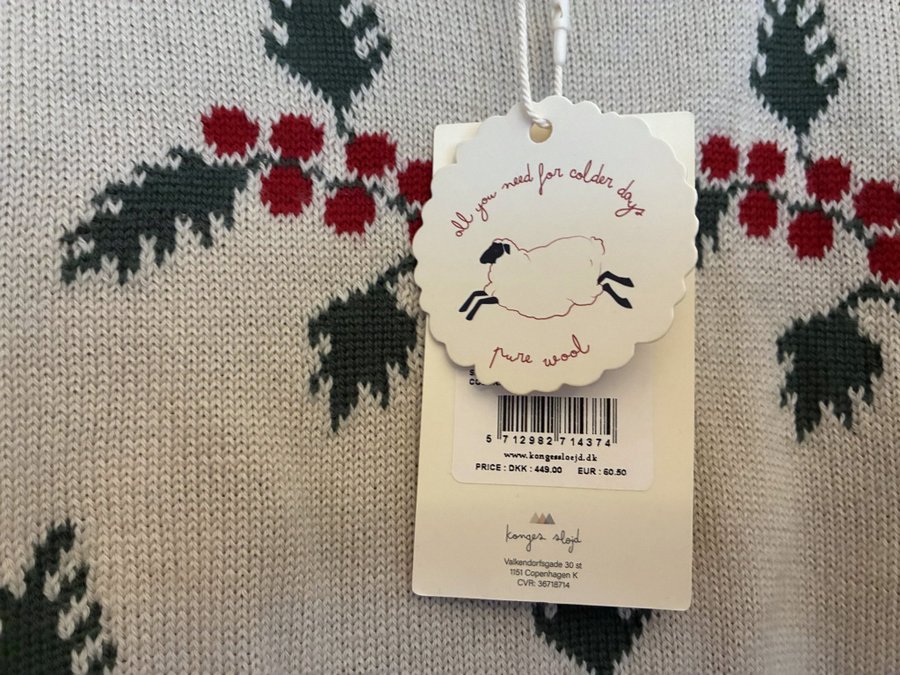 all you need for colder days
pure wool
5 712982 714374
www.kongessloejd.dk
PRICE : DKK : 449.00 EUR : 60.50
konges sløjd
Valkendorfsgade 30 st
1151 Copenhagen K
CVR: 36718714